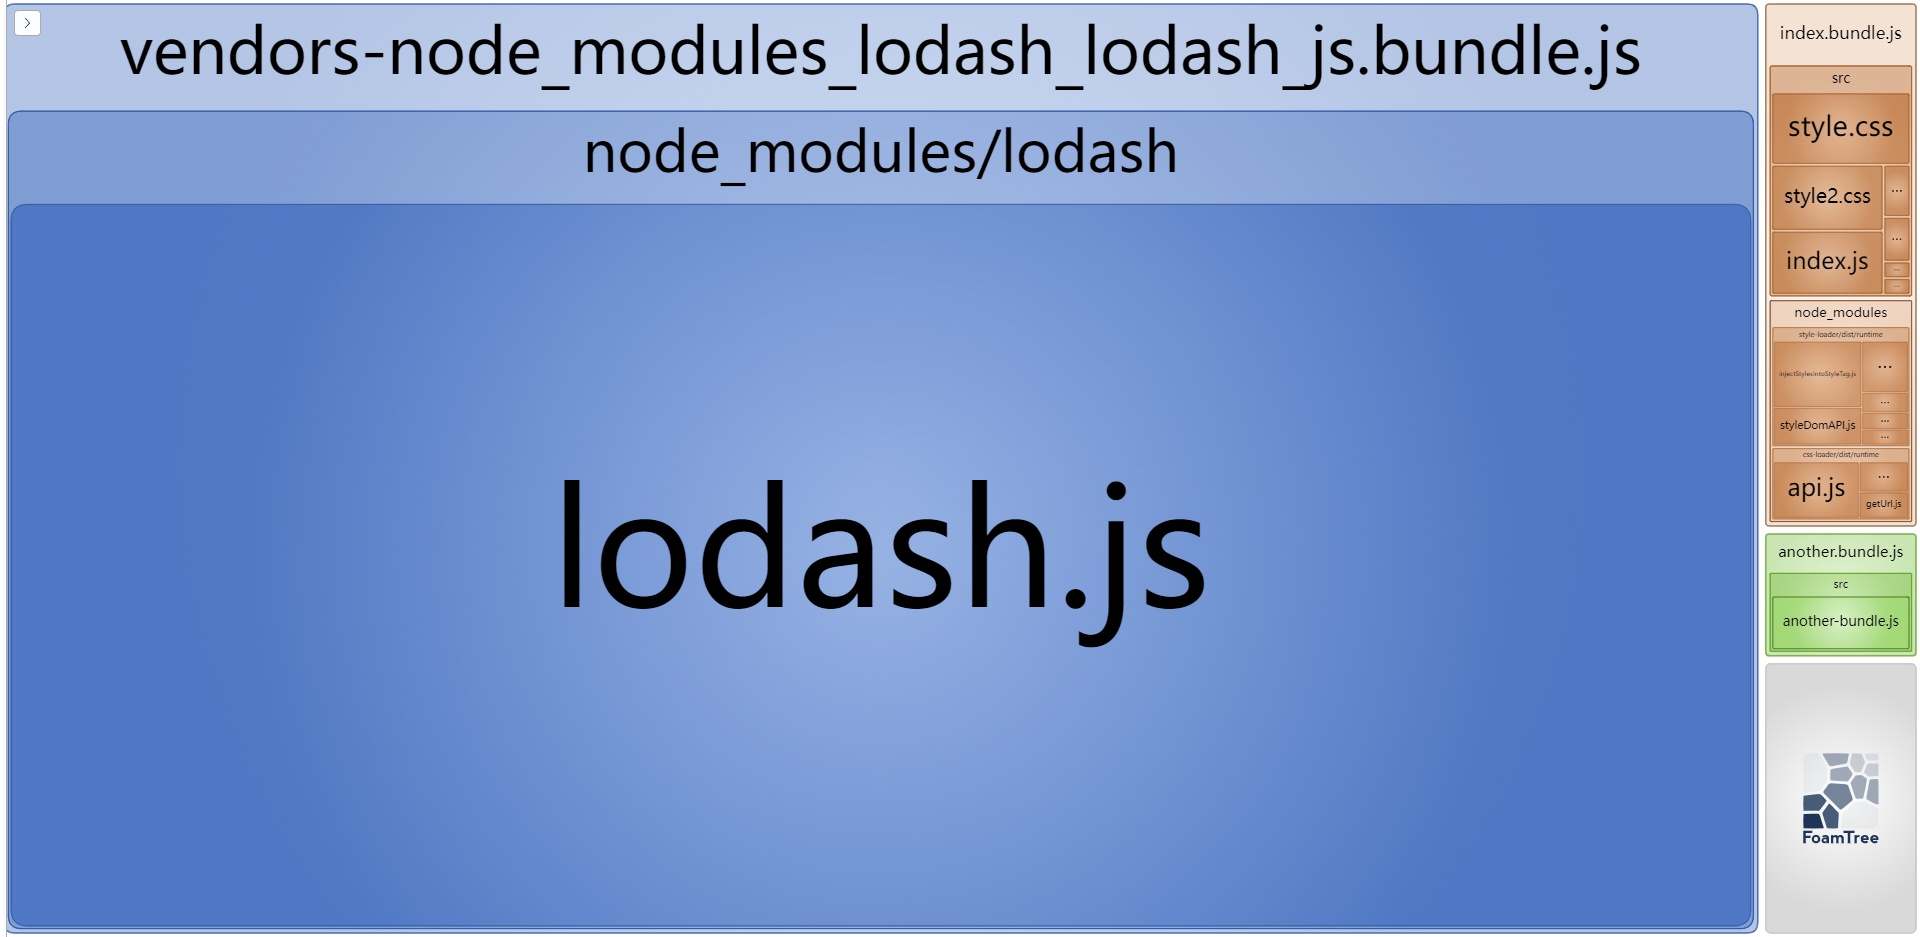 vendors-node_modules_lodash_lodash_js.bundle.js
node_modules/lodash
lodash.js
index.bundle.js
src
style.css
style2.css
...
index.js
...
...
...
node_modules
style-loader/dist/runtime
injectStylesIntoStyleTag.js
...
...
styleDomAPI.js
...
...
css-loader/dist/runtime
api.js
...
getUrl.js
another.bundle.js
src
another-bundle.js
FoamTree